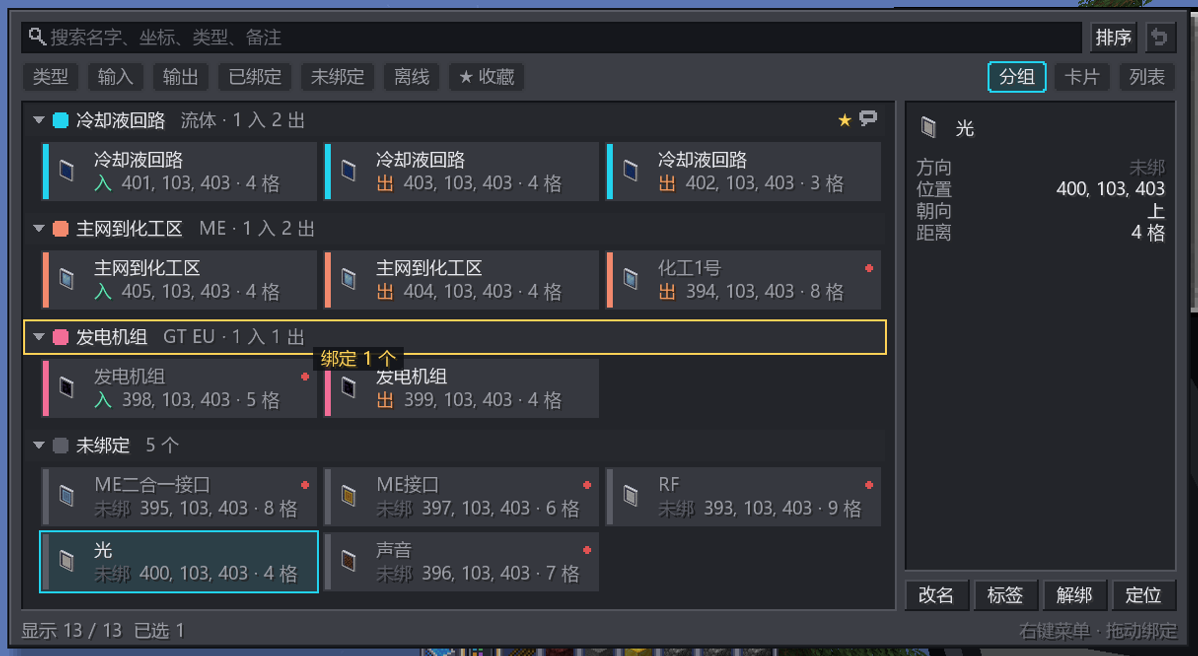 搜索名字、坐标、类型、备注
排序
类型 输入 输出 已绑定 未绑定 离线 ★ 收藏
分组 卡片 列表
冷却液回路 流体 · 1 入 2 出
冷却液回路
入 401, 103, 403 · 4 格
冷却液回路
出 403, 103, 403 · 4 格
冷却液回路
出 402, 103, 403 · 3 格
主网到化工区 ME · 1 入 2 出
主网到化工区
入 405, 103, 403 · 4 格
主网到化工区
出 404, 103, 403 · 4 格
化工1号
出 394, 103, 403 · 8 格
发电机组 GT EU · 1 入 1 出
绑定 1 个
发电机组
入 398, 103, 403 · 5 格
发电机组
出 399, 103, 403 · 4 格
未绑定 5 个
ME二合一接口
未绑 395, 103, 403 · 8 格
ME接口
未绑 397, 103, 403 · 6 格
RF
未绑 393, 103, 403 · 9 格
光
未绑 400, 103, 403 · 4 格
声音
未绑 396, 103, 403 · 7 格
光
方向 未绑
位置 400, 103, 403
朝向 上
距离 4 格
改名 标签 解绑 定位
显示 13 / 13 已选 1
右键菜单 · 拖动绑定